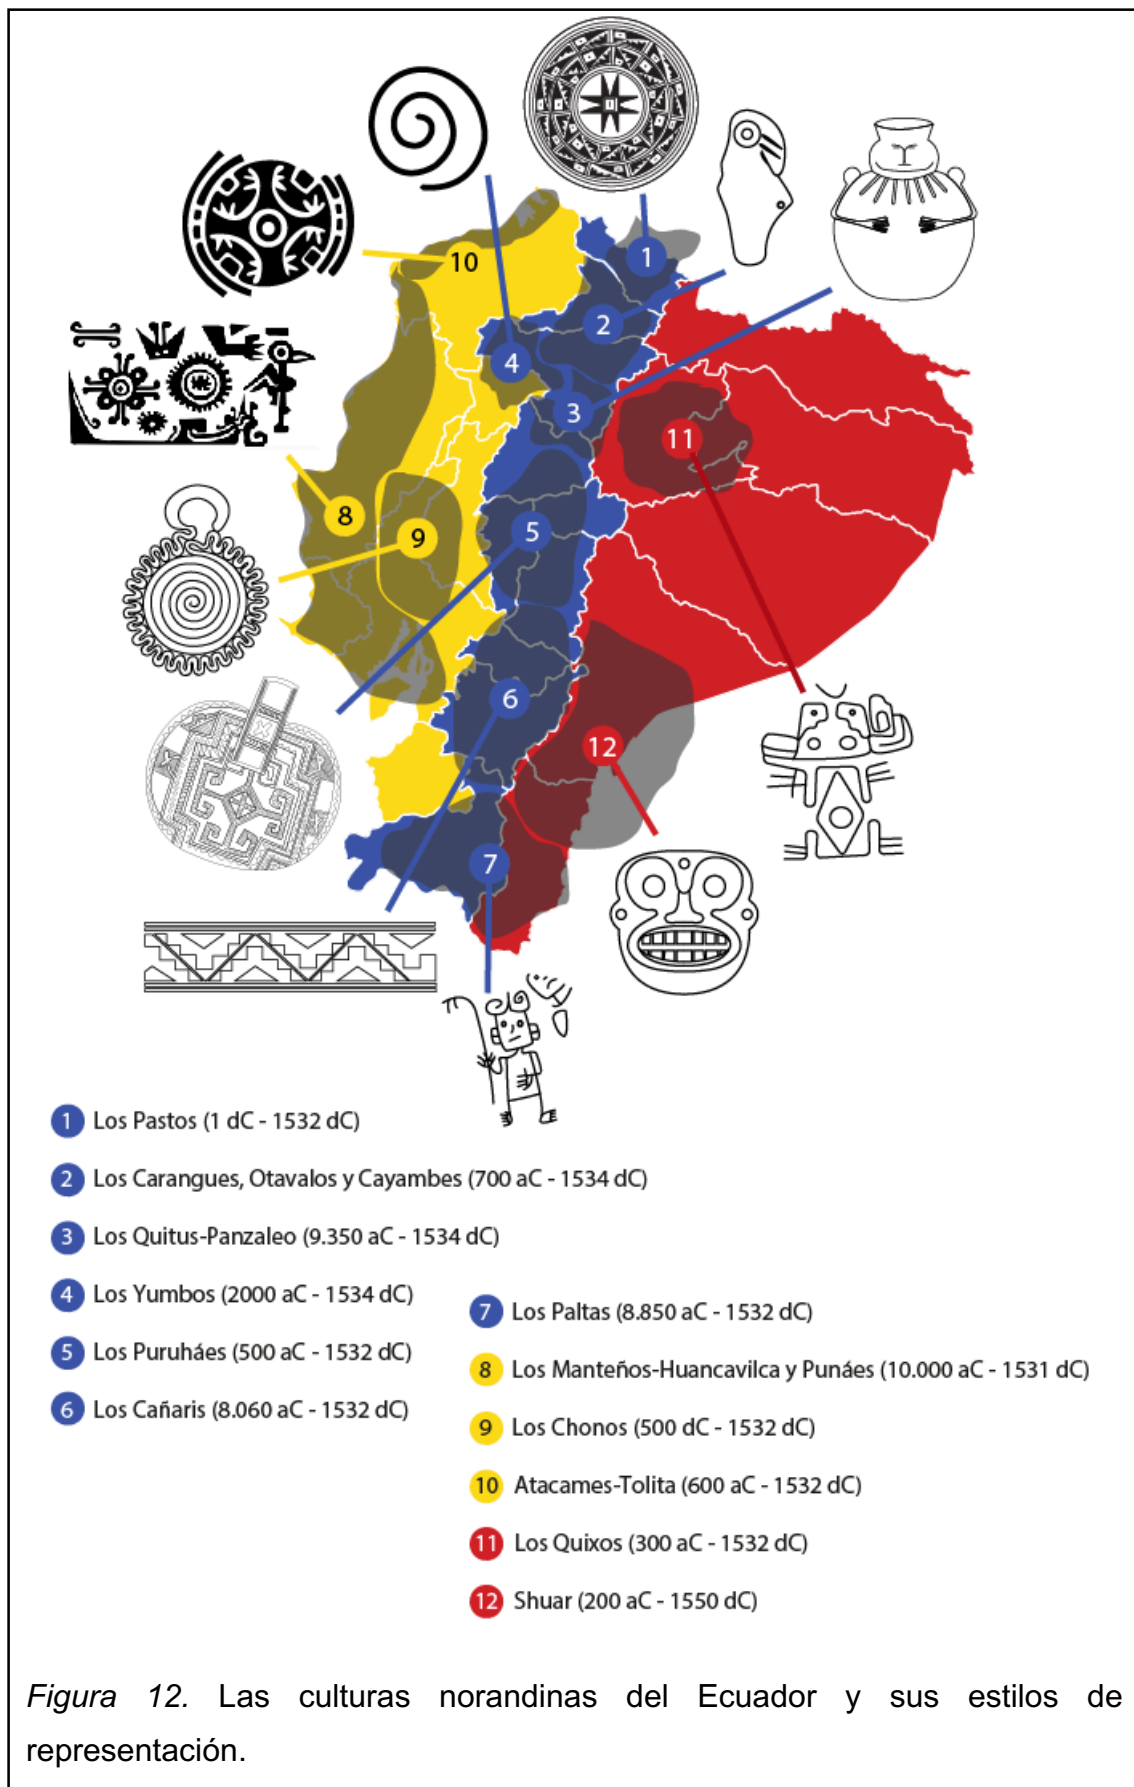 1
10
2
4
3
11
8
9
5
6
12
7
1 Los Pastos (1 dC - 1532 dC)
2 Los Carangues, Otavalos y Cayambes (700 aC - 1534 dC)
3 Los Quitus-Panzaleo (9.350 aC - 1534 dC)
4 Los Yumbos (2000 aC - 1534 dC)
5 Los Puruháes (500 aC - 1532 dC)
6 Los Cañaris (8.060 aC - 1532 dC)
7 Los Paltas (8.850 aC - 1532 dC)
8 Los Manteños-Huancavilca y Punáes (10.000 aC - 1531 dC)
9 Los Chonos (500 dC - 1532 dC)
10 Atacames-Tolita (600 aC - 1532 dC)
11 Los Quixos (300 aC - 1532 dC)
12 Shuar (200 aC - 1550 dC)
Figura 12. Las culturas norandinas del Ecuador y sus estilos de
representación.